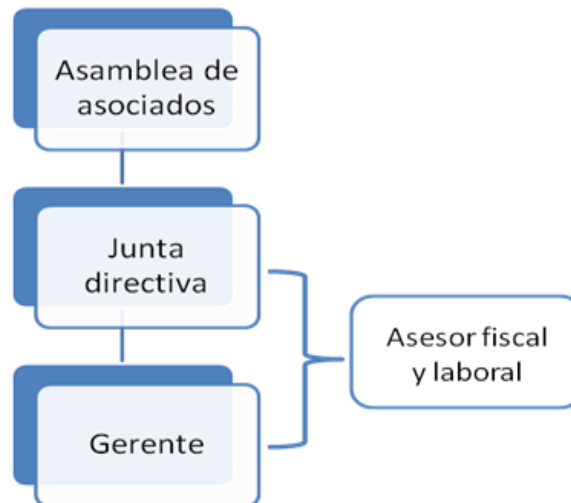 Asamblea de
asociados
Junta
directiva
Asesor fiscal
y laboral
Gerente